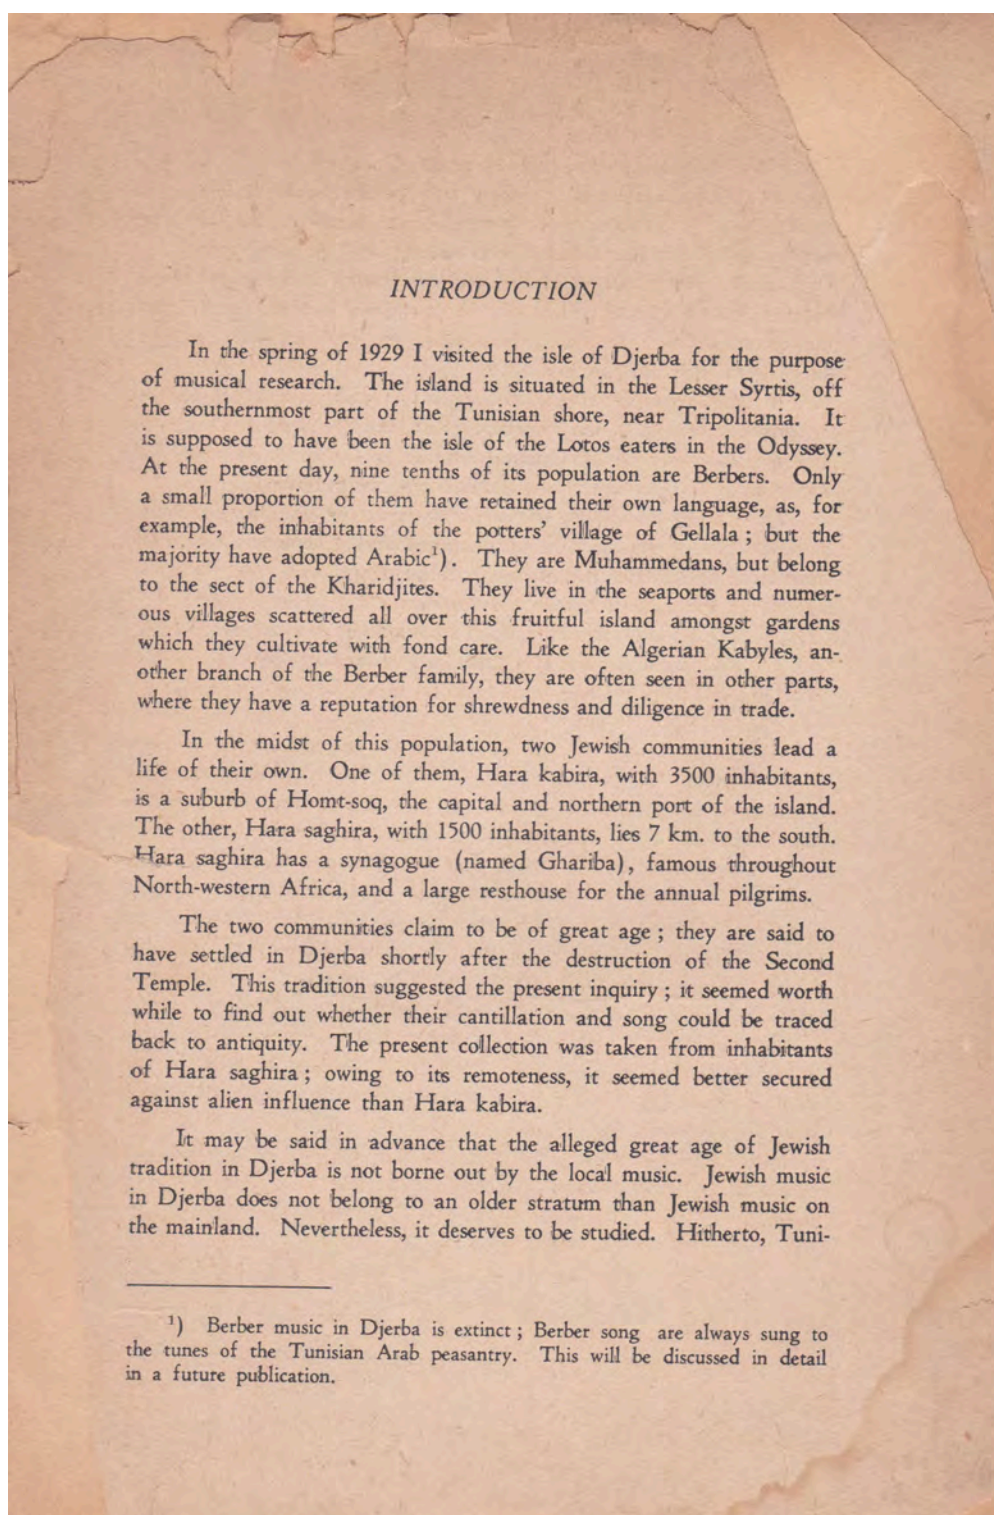 INTRODUCTION
In the spring of 1929 I visited the isle of Djerba for the purpose
of musical research. The island is situated in the Lesser Syrtis, off
the southernmost part of the Tunisian shore, near Tripolitania. It
is supposed to have been the isle of the Lotos eaters in the Odyssey.
At the present day, nine tenths of its population are Berbers. Only
a small proportion of them have retained their own language, as, for
example, the inhabitants of the potters' village of Gellala ; but the
majority have adopted Arabic¹). They are Muhammedans, but belong
to the sect of the Kharidjites. They live in the seaports and numer-
ous villages scattered all over this fruitful island amongst gardens
which they cultivate with fond care. Like the Algerian Kabyles, an-
other branch of the Berber family, they are often seen in other parts,
where they have a reputation for shrewdness and diligence in trade.
In the midst of this population, two Jewish communities lead a
life of their own. One of them, Hara kabira, with 3500 inhabitants,
is a suburb of Homt-soq, the capital and northern port of the island.
The other, Hara saghira, with 1500 inhabitants, lies 7 km. to the south.
Hara saghira has a synagogue (named Ghariba), famous throughout
North-western Africa, and a large resthouse for the annual pilgrims.
The two communities claim to be of great age ; they are said to
have settled in Djerba shortly after the destruction of the Second
Temple. This tradition suggested the present inquiry ; it seemed worth
while to find out whether their cantillation and song could be traced
back to antiquity. The present collection was taken from inhabitants
of Hara saghira ; owing to its remoteness, it seemed better secured
against alien influence than Hara kabira.
It may be said in advance that the alleged great age of Jewish
tradition in Djerba is not borne out by the local music. Jewish music
in Djerba does not belong to an older stratum than Jewish music on
the mainland. Nevertheless, it deserves to be studied. Hitherto, Tuni-
¹) Berber music in Djerba is extinct ; Berber song are always sung to
the tunes of the Tunisian Arab peasantry. This will be discussed in detail
in a future publication.